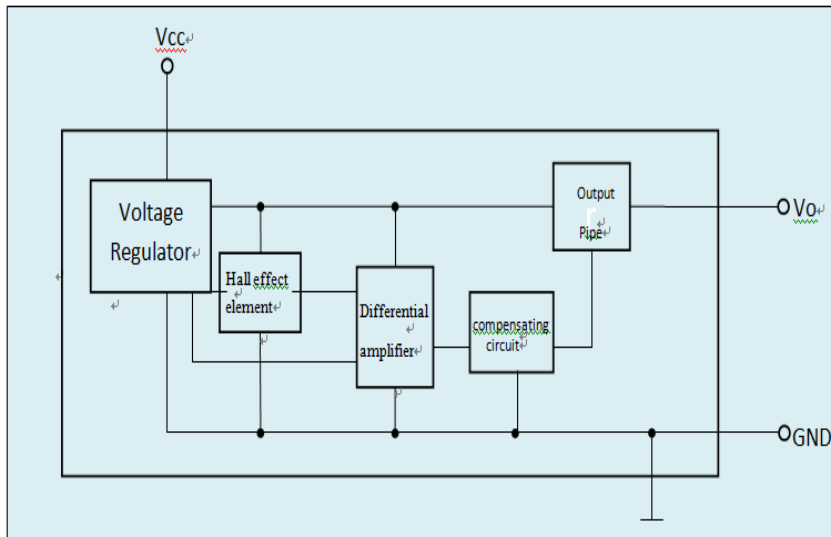 Vcc
Voltage
Regulator
Hall effect
element
Differential
amplifier
compensating
circuit
Output
r
Pipe
Vo
GND